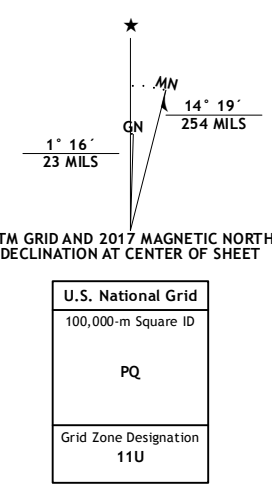 ★
MN
GN
14° 19´
254 MILS
1° 16´
23 MILS
TM GRID AND 2017 MAGNETIC NORTH
DECLINATION AT CENTER OF SHEET
U.S. National Grid
100,000-m Square ID
PQ
Grid Zone Designation
11U